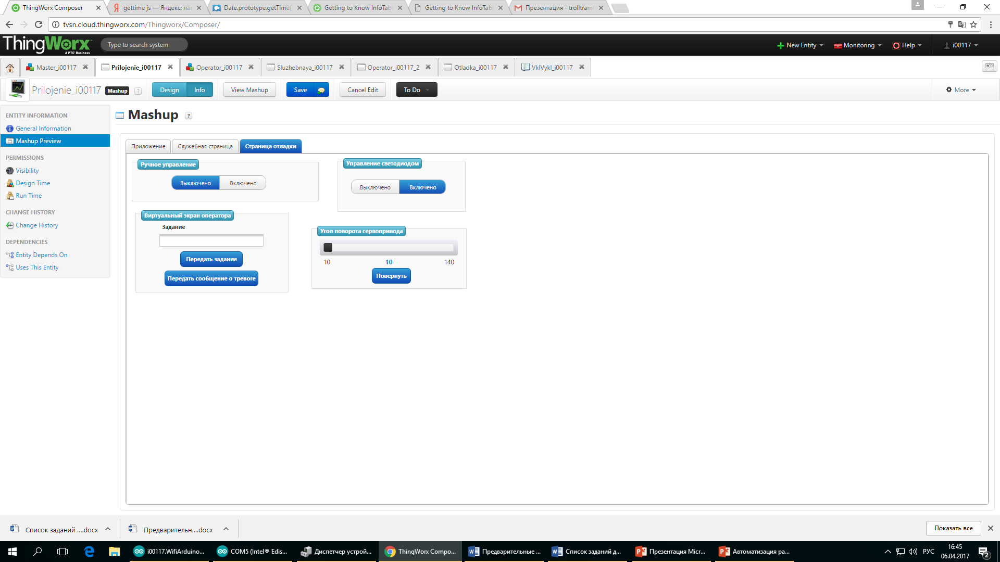 ThingWorx Composer
gettime js — Яндекс: на
Date.prototype.getTime(
Getting to Know InfoTab
Getting to Know InfoTab
Презентация - trolltram
tvsn.cloud.thingworx.com/Thingworx/Composer/
ThingWorx
A PTC Business
Type to search system
New Entity
Monitoring
Help
i00117
Master_i00117
Prilojenie_i00117
Operator_i00117
Sluzhebnaya_i00117
Operator_i00117_2
Otladka_i00117
VklVykl_i00117
Prilojenie_i00117
Mashup
?
Design
Info
View Mashup
Save
Cancel Edit
To Do
More
ENTITY INFORMATION
General Information
Mashup Preview
PERMISSIONS
Visibility
Design Time
Run Time
CHANGE HISTORY
Change History
DEPENDENCIES
Entity Depends On
Uses This Entity
Mashup
?
Приложение
Служебная страница
Страница отладки
Ручное управление
Выключено
Включено
Управление светодиодом
Выключено
Включено
Виртуальный экран оператора
Задание
Передать задание
Передать сообщение о тревоге
Угол поворота сервопривода
10
10
140
Повернуть
Список заданий ....docx
Предварительн....docx
Показать все
i00117.WifiArduino...
COM5 (Intel® Edis...
Диспетчер устрой...
ThingWorx Compo...
Предварительные ...
Список заданий д...
Презентация Micr...
Автоматизация ра...
РУС
16:45
06.04.2017
2